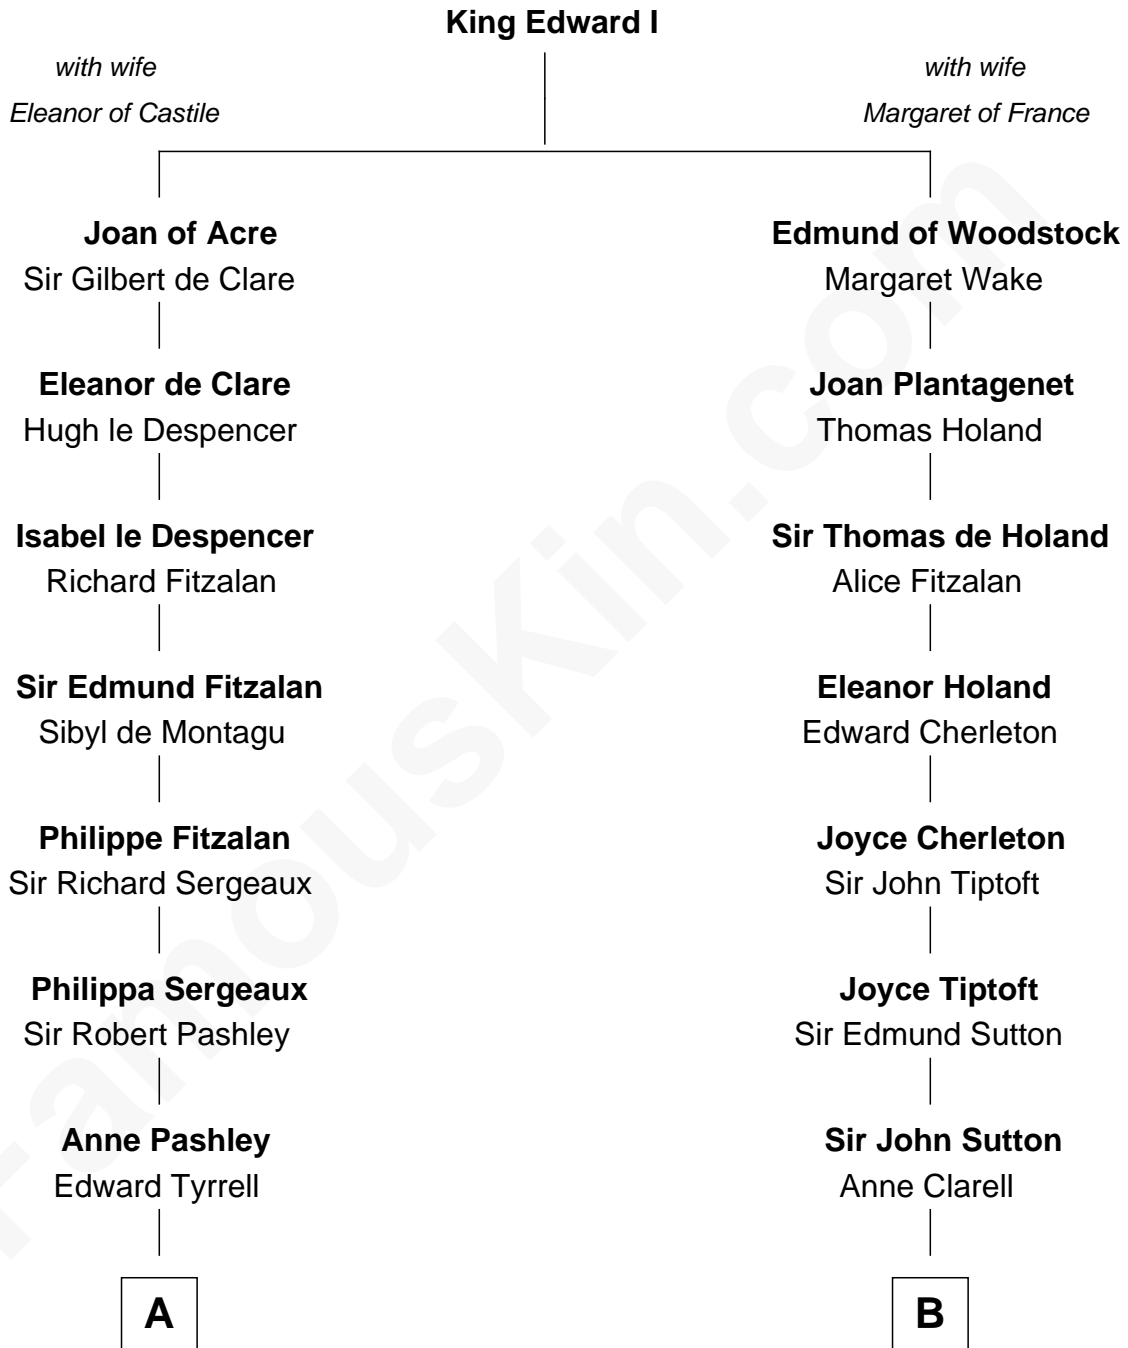 King Edward I
with wife
Eleanor of Castile
with wife
Margaret of France
Joan of Acre
Sir Gilbert de Clare
Edmund of Woodstock
Margaret Wake
Eleanor de Clare
Hugh le Despencer
Joan Plantagenet
Thomas Holand
Isabel le Despencer
Richard Fitzalan
Sir Thomas de Holand
Alice Fitzalan
Sir Edmund Fitzalan
Sibyl de Montagu
Eleanor Holand
Edward Cherleton
Philippe Fitzalan
Sir Richard Sergeaux
Joyce Cherleton
Sir John Tiptoft
Philippa Sergeaux
Sir Robert Pashley
Joyce Tiptoft
Sir Edmund Sutton
Anne Pashley
Edward Tyrrell
Sir John Sutton
Anne Clarell
A
B
FamousKin.com